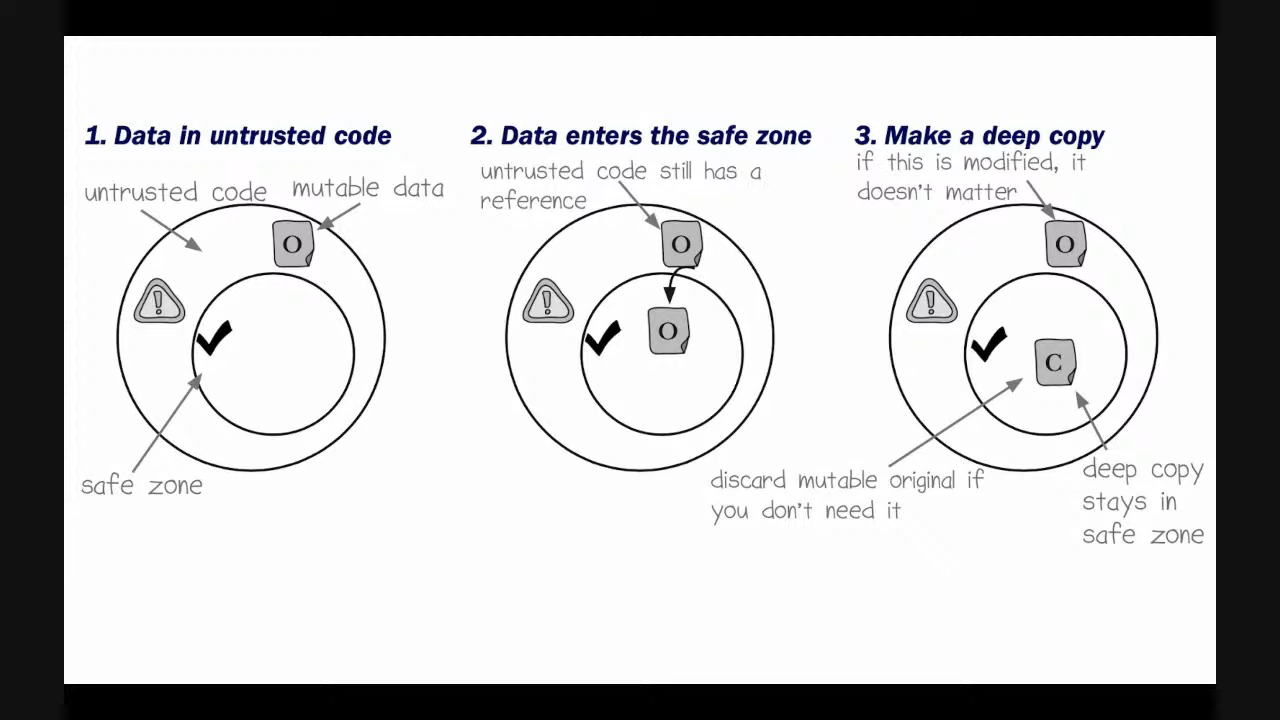 1. Data in untrusted code
untrusted code
mutable data
O
!
safe zone
2. Data enters the safe zone
untrusted code still has a
reference
O
!
O
3. Make a deep copy
if this is modified, it
doesn't matter
O
!
C
discard mutable original if
you don't need it
deep copy
stays in
safe zone